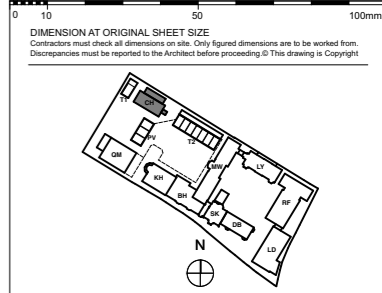 0 10 50 100mm
DIMENSION AT ORIGINAL SHEET SIZE
Contractors must check all dimensions on site. Only figured dimensions are to be worked from.
Discrepancies must be reported to the Architect before proceeding.© This drawing is Copyright
T1
CH
PV
T2
QM
MW
LY
KH
BH
RF
SK
DB
LD
N